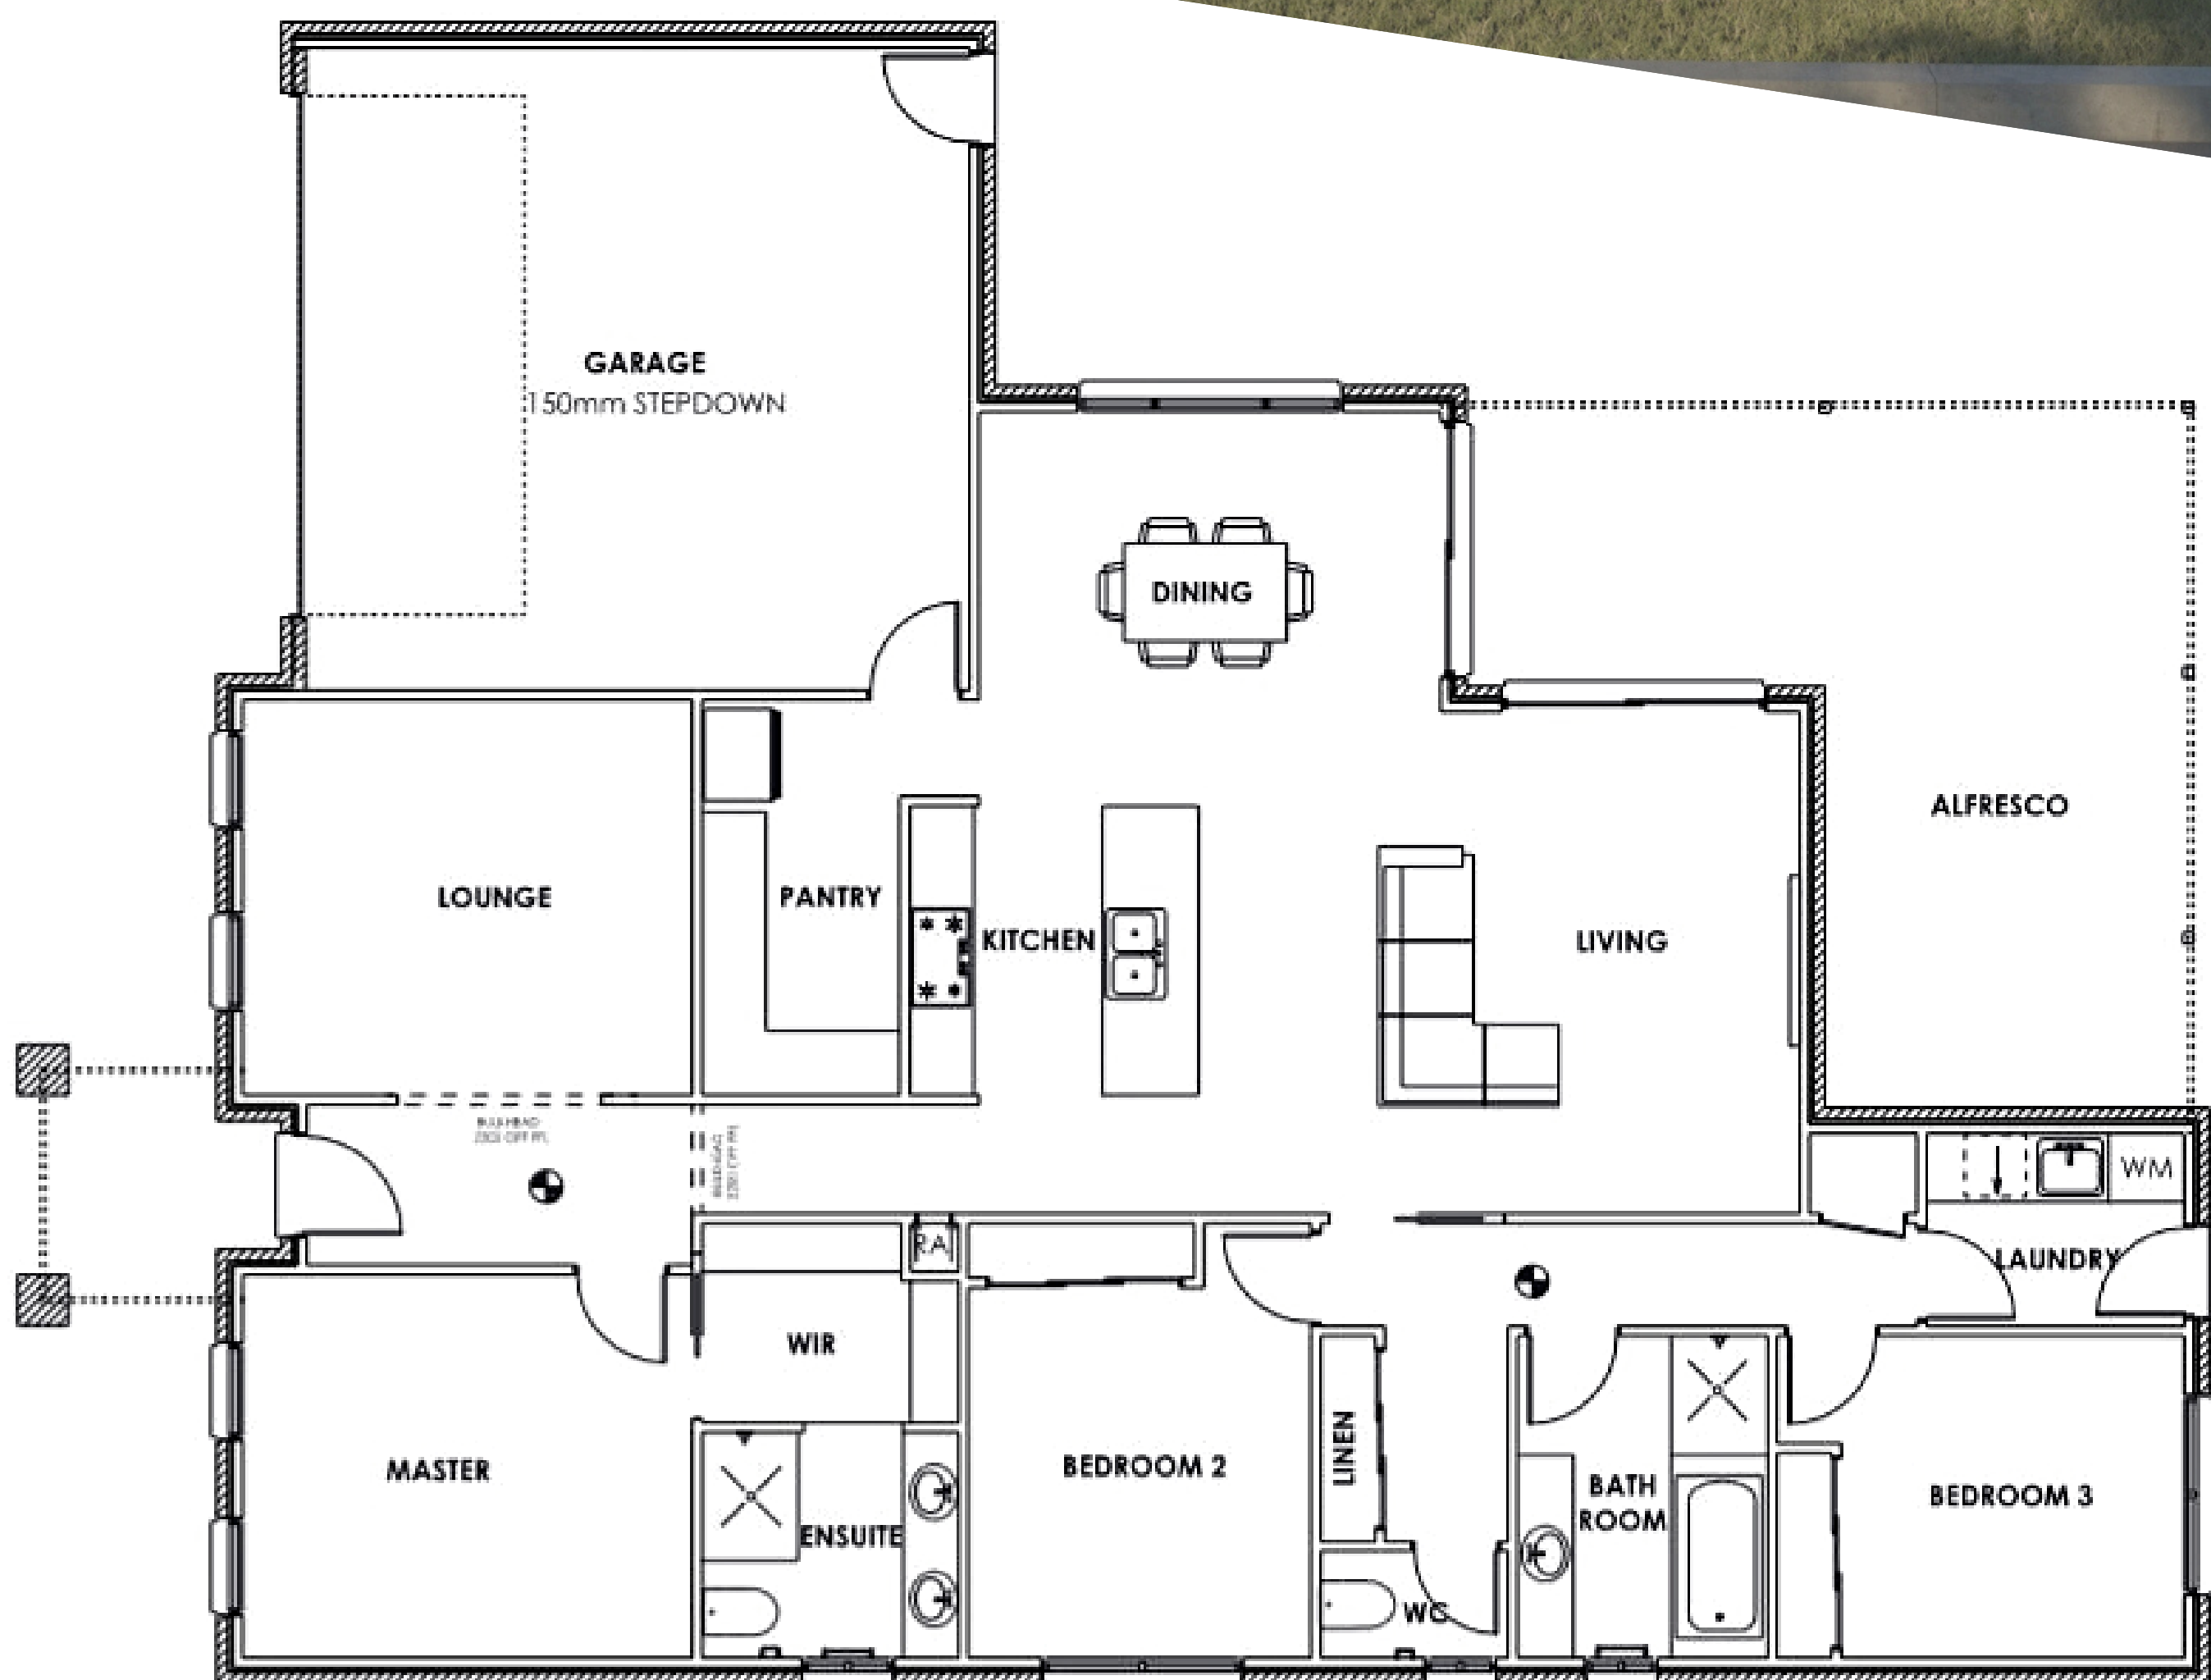 GARAGE
150mm STEPDOWN
DINING
ALFRESCO
LOUNGE
PANTRY
KITCHEN
LIVING
BULKHEAD
WM
RA
LAUNDRY
WIR
MASTER
LINEN
BEDROOM 2
ENSUITE
BATH
ROOM
BEDROOM 3
WC